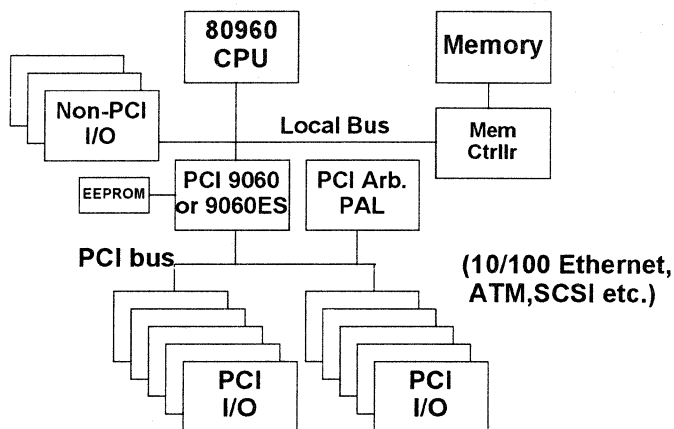 80960
CPU
Memory
Non-PCI
I/O
Local Bus
Mem
Ctrllr
EEPROM
PCI 9060
or 9060ES
PCI Arb.
PAL
PCI bus
(10/100 Ethernet,
ATM,SCSI etc.)
PCI
I/O
PCI
I/O